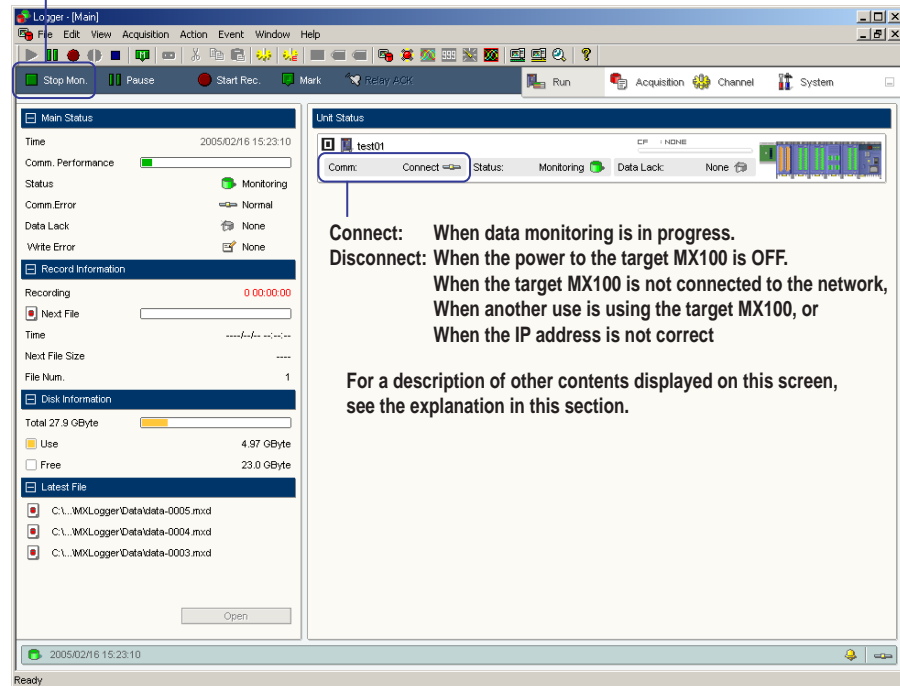 Logger - [Main]
File Edit View Acquisition Action Event Window Help
Stop Mon. Pause Start Rec. Mark Relay ACK Run Acquisition Channel System
Main Status
Time 2005/02/16 15:23:10
Comm. Performance
Status Monitoring
Comm.Error Normal
Data Lack None
Write Error None
Record Information
Recording 0 00:00:00
Next File
Time ----/--/-- --:--:--
Next File Size ----
File Num. 1
Disk Information
Total 27.9 GByte
Use 4.97 GByte
Free 23.0 GByte
Latest File
C:\...\MXLogger\Data\data-0005.mxd
C:\...\MXLogger\Data\data-0004.mxd
C:\...\MXLogger\Data\data-0003.mxd
Open
Unit Status
test01 CF : NONE
Comm: Connect Status: Monitoring Data Lack: None
Connect: When data monitoring is in progress.
Disconnect: When the power to the target MX100 is OFF.
When the target MX100 is not connected to the network,
When another use is using the target MX100, or
When the IP address is not correct
For a description of other contents displayed on this screen,
see the explanation in this section.
2005/02/16 15:23:10
Ready